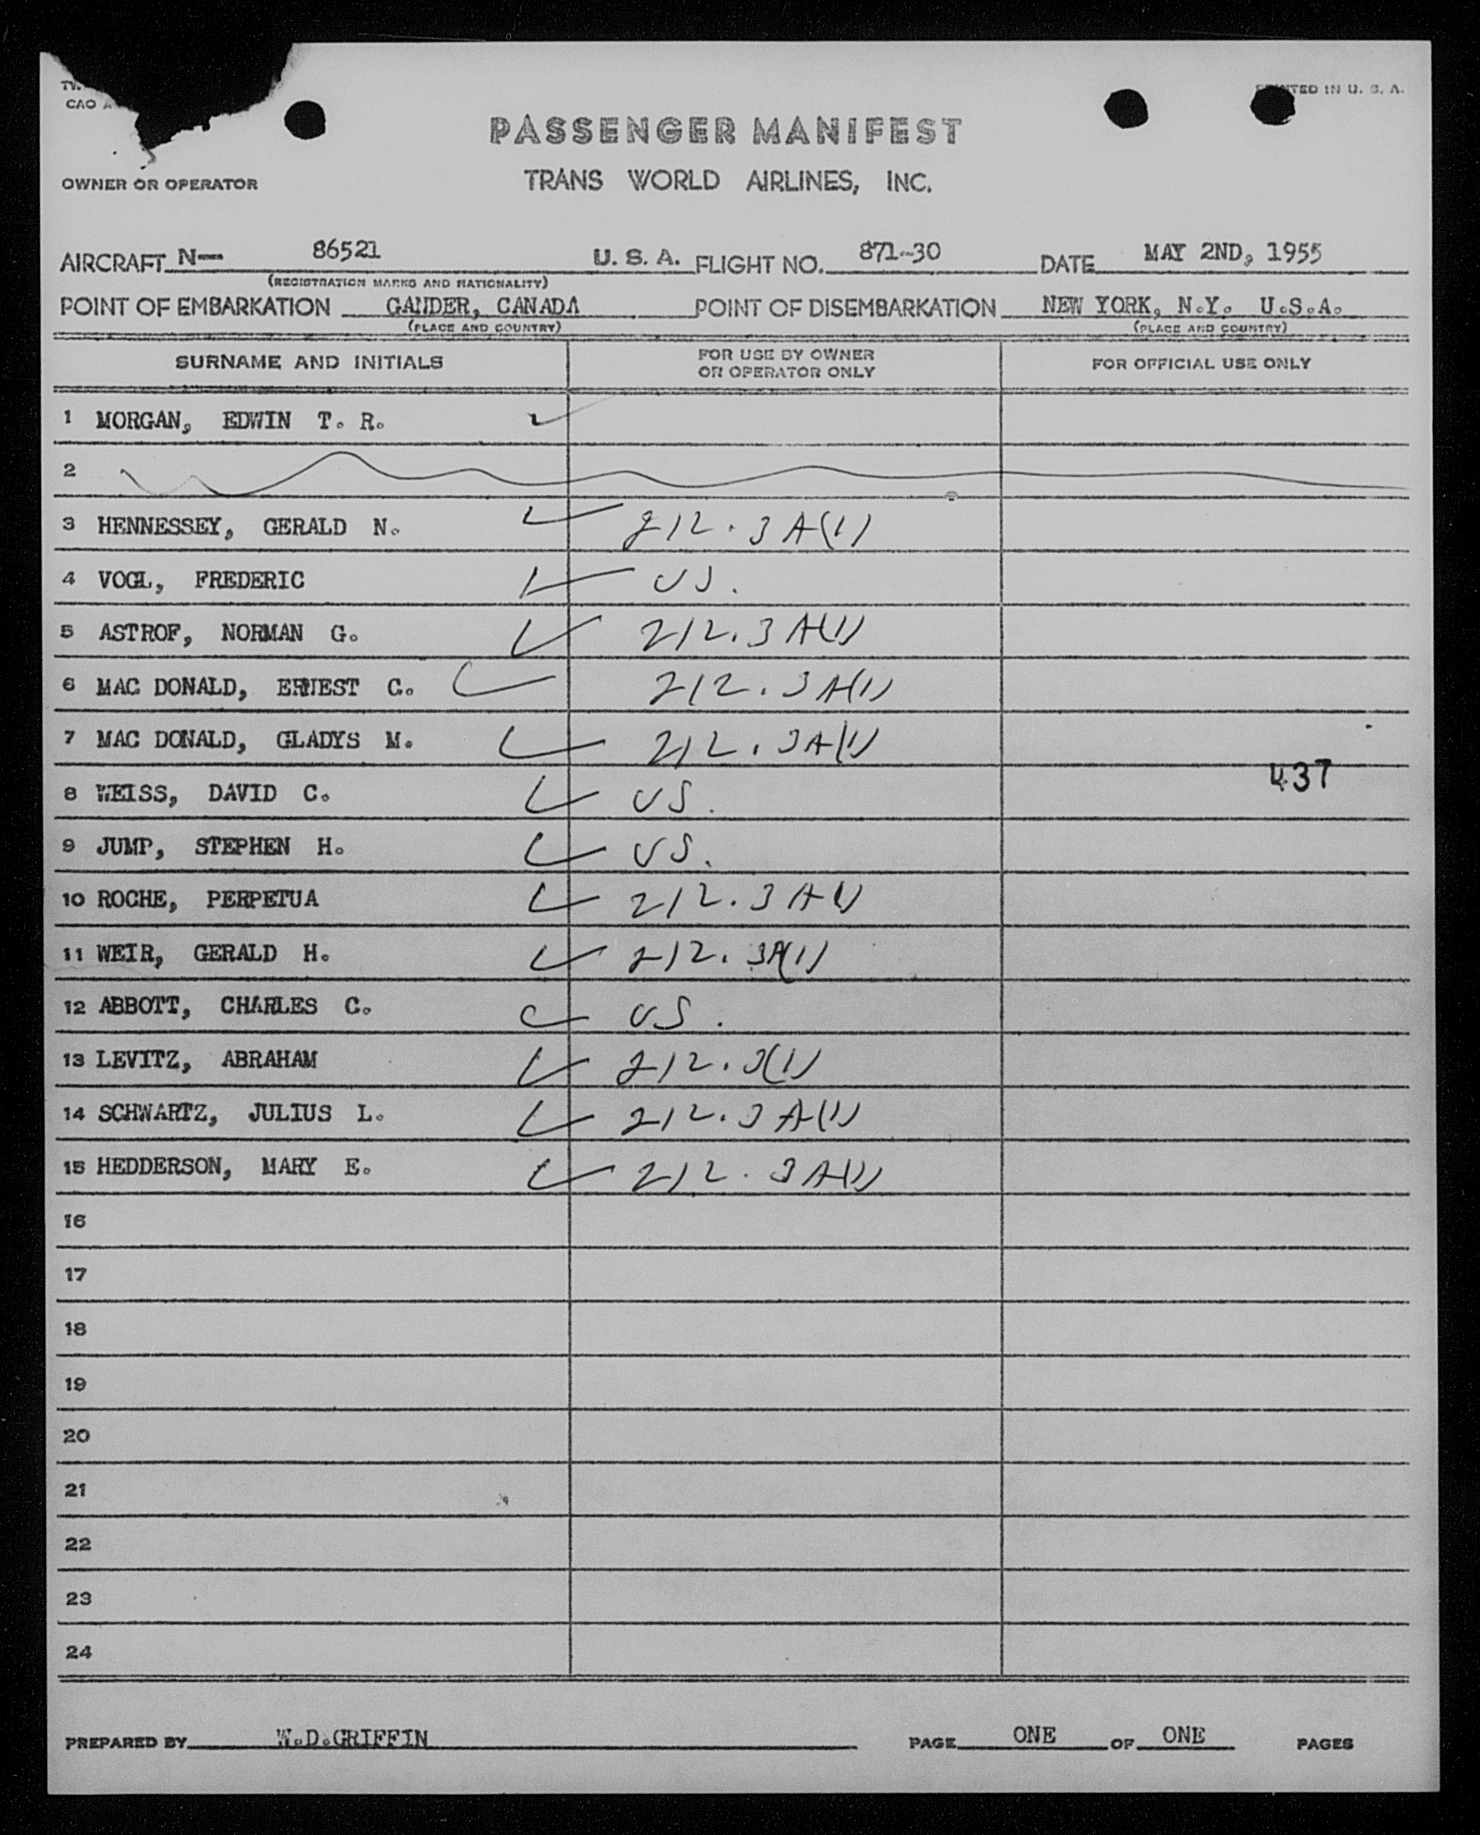 CAO
PRINTED IN U. S. A.
PASSENGER MANIFEST
OWNER OR OPERATOR TRANS WORLD AIRLINES, INC.
AIRCRAFT N— 86521 U. S. A. FLIGHT NO. 871-30 DATE MAY 2ND, 1955
(REGISTRATION MARKS AND NATIONALITY)
POINT OF EMBARKATION GANDER, CANADA POINT OF DISEMBARKATION NEW YORK, N.Y. U.S.A.
(PLACE AND COUNTRY) (PLACE AND COUNTRY)
SURNAME AND INITIALS FOR USE BY OWNER OR OPERATOR ONLY FOR OFFICIAL USE ONLY
1 MORGAN, EDWIN T. R.
2
3 HENNESSEY, GERALD N. 212.3A(1)
4 VOGL, FREDERIC US.
5 ASTROF, NORMAN G. 212.3A(1)
6 MAC DONALD, ERNEST C. 212.3A(1)
7 MAC DONALD, GLADYS M. 212.3A(1)
437
8 WEISS, DAVID C. US.
9 JUMP, STEPHEN H. US.
10 ROCHE, PERPETUA 212.3A(1)
11 WEIR, GERALD H. 212.3A(1)
12 ABBOTT, CHARLES C. US.
13 LEVITZ, ABRAHAM 212.3(1)
14 SCHWARTZ, JULIUS L. 212.3A(1)
15 HEDDERSON, MARY E. 212.3A(1)
16
17
18
19
20
21
22
23
24
PREPARED BY W.D.GRIFFIN PAGE ONE OF ONE PAGES